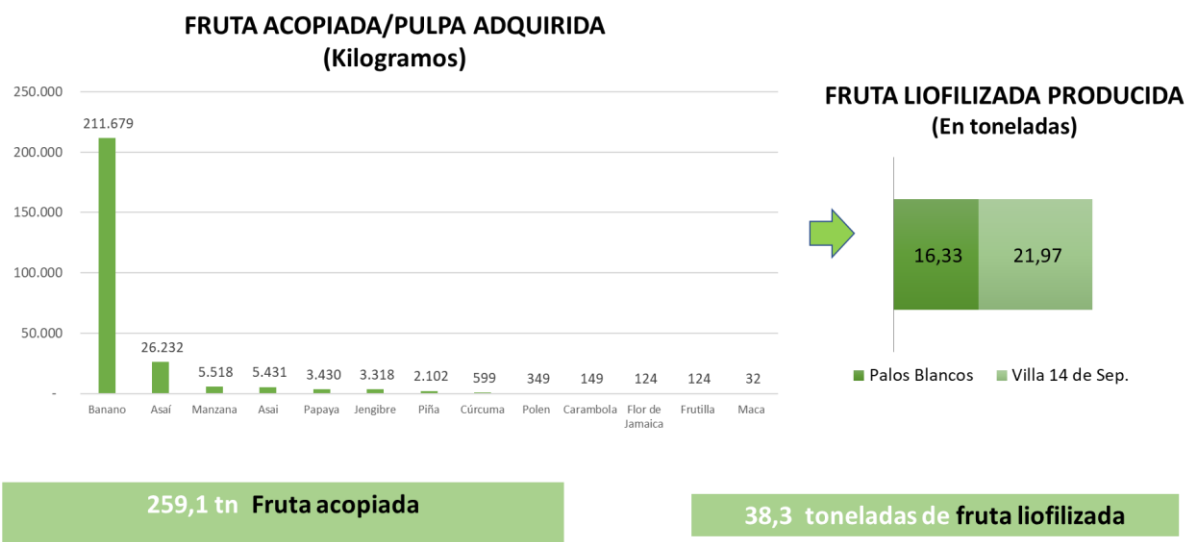 FRUTA ACOPIADA/PULPA ADQUIRIDA
(Kilogramos)
250.000
200.000
150.000
100.000
50.000
-
211.679
26.232
5.518
5.431
3.430
3.318
2.102
599
349
149
124
124
32
Banano
Asaí
Manzana
Asai
Papaya
Jengibre
Piña
Cúrcuma
Polen
Carambola
Flor de
Jamaica
Frutilla
Maca
FRUTA LIOFILIZADA PRODUCIDA
(En toneladas)
16,33
21,97
Palos Blancos
Villa 14 de Sep.
259,1 tn Fruta acopiada
38,3 toneladas de fruta liofilizada